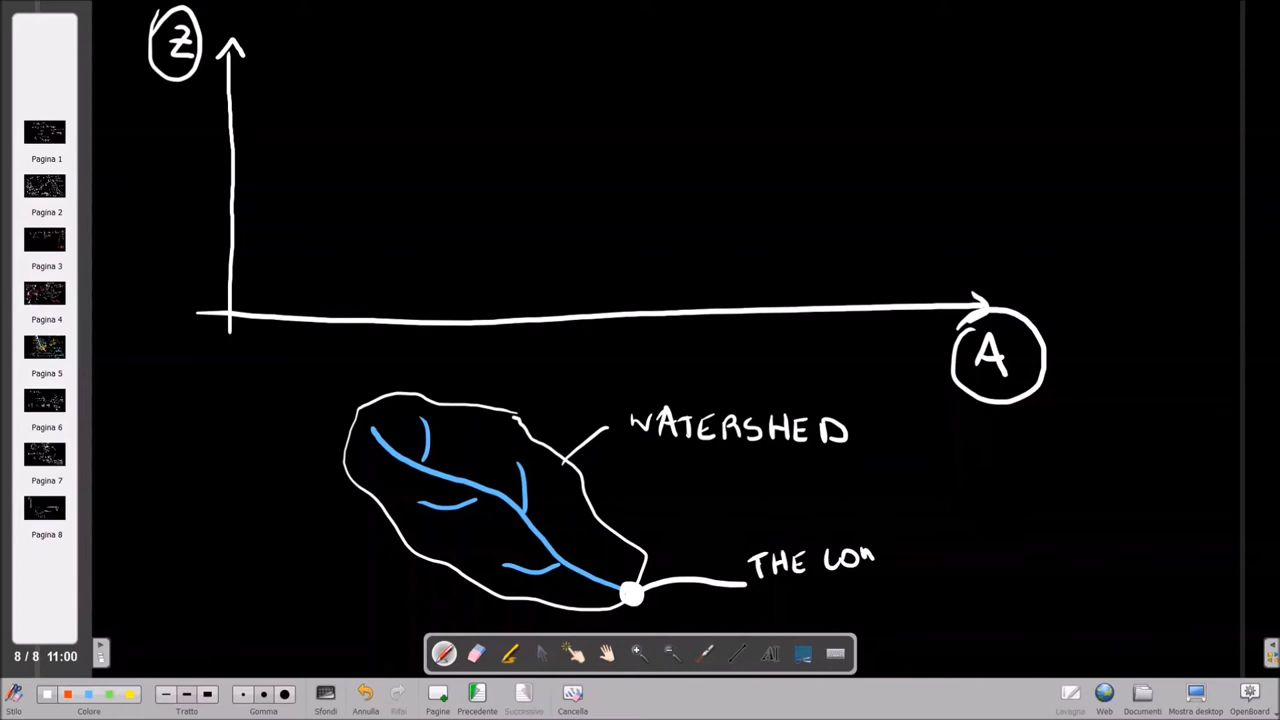 Z
A
WATERSHED
THE LOW
Pagina 1
Pagina 2
Pagina 3
Pagina 4
Pagina 5
Pagina 6
Pagina 7
Pagina 8
8 / 8 11:00
Stilo
Colore
Tratto
Gomma
Sfondi
Annulla
Rifai
Pagine
Precedente
Successivo
Cancella
Lavagna
Web
Documenti
Mostra desktop
OpenBoard